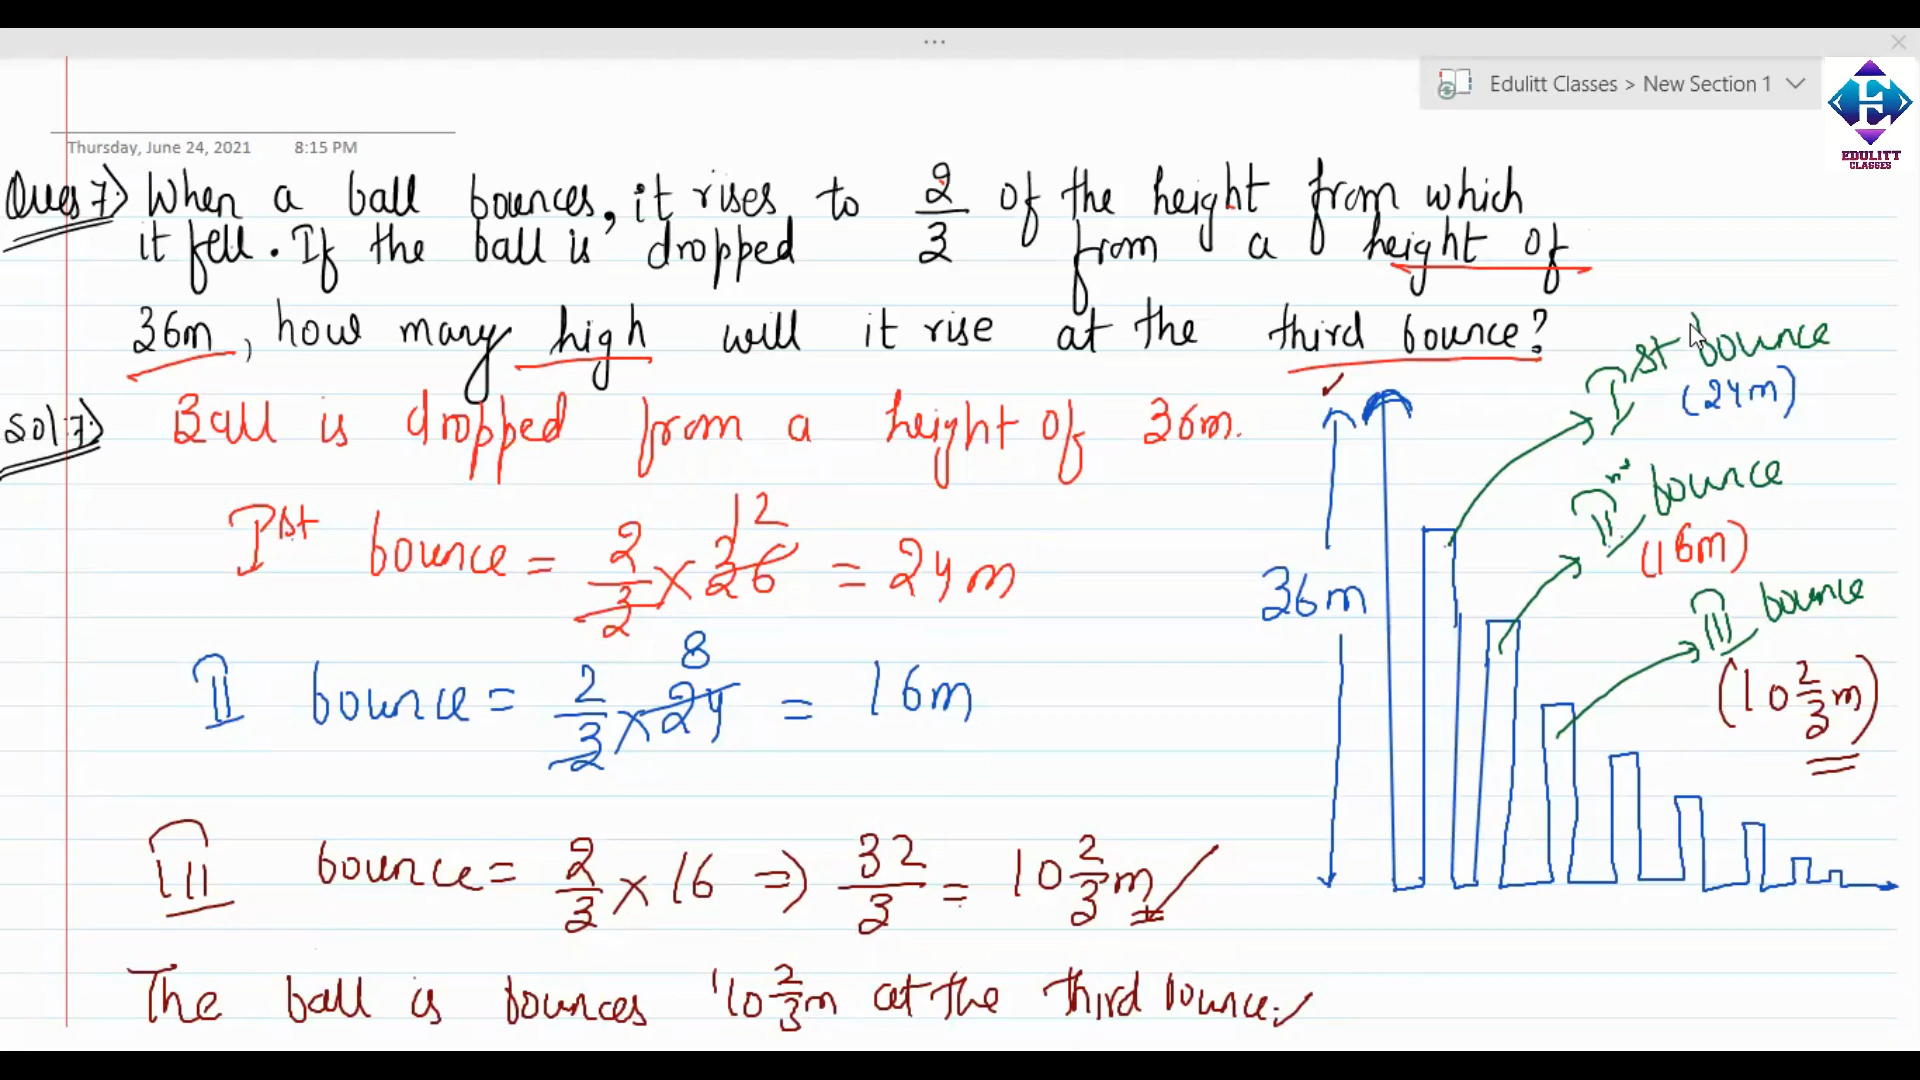 ...
Edulitt Classes > New Section 1
EDULITT
CLASSES
Thursday, June 24, 2021 8:15 PM
Ques 7) When a ball bounces, it rises to 2/3 of the height from which
it fell. If the ball is dropped from a height of
36m, how many high will it rise at the third bounce?
Sol 7) Ball is dropped from a height of 36m.
Ist bounce = 2/3 × 36 12 = 24m
II bounce = 2/3 × 24 8 = 16m
III bounce = 2/3 × 16 => 32/3 = 10 2/3 m
The ball is bounces 10 2/3 m at the third bounce.
36m
Ist bounce
(24m)
IInd bounce
(16m)
III bounce
(10 2/3 m)